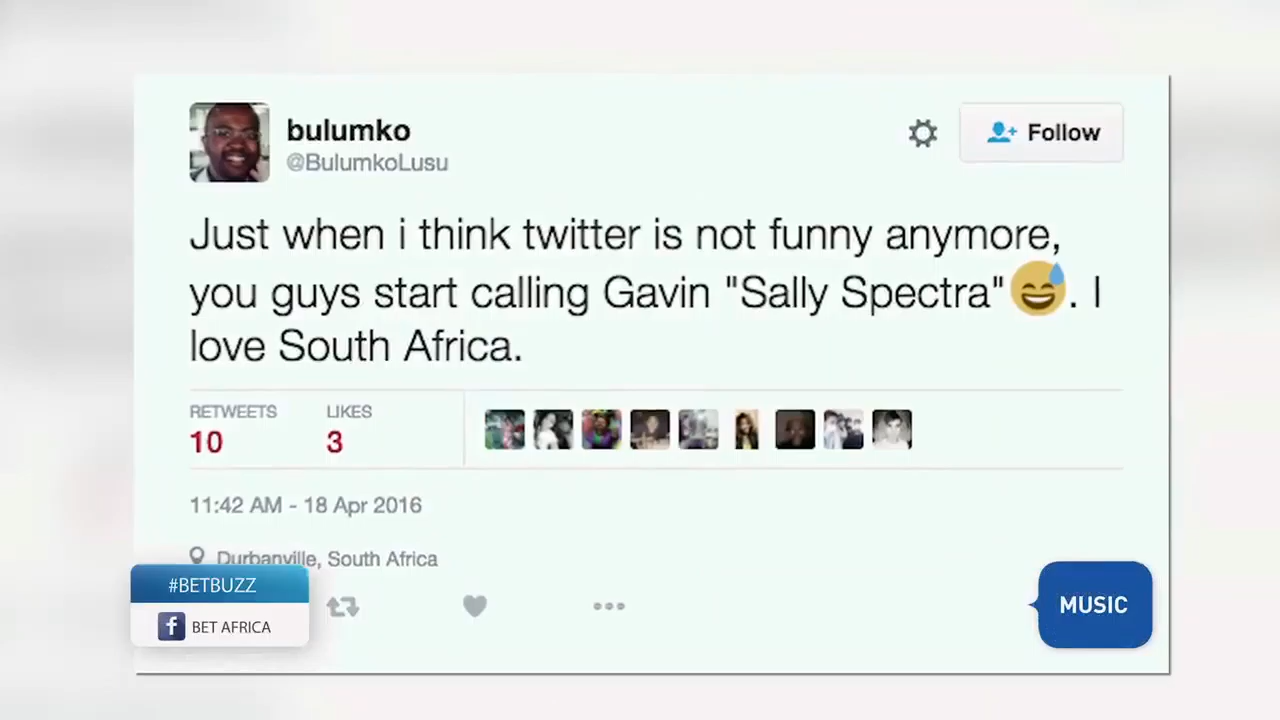 bulumko
@BulumkoLusu
Follow
Just when i think twitter is not funny anymore,
you guys start calling Gavin "Sally Spectra"😅. I
love South Africa.
RETWEETS LIKES
10 3
11:42 AM - 18 Apr 2016
Durbanville, South Africa
#BETBUZZ
f BET AFRICA
MUSIC